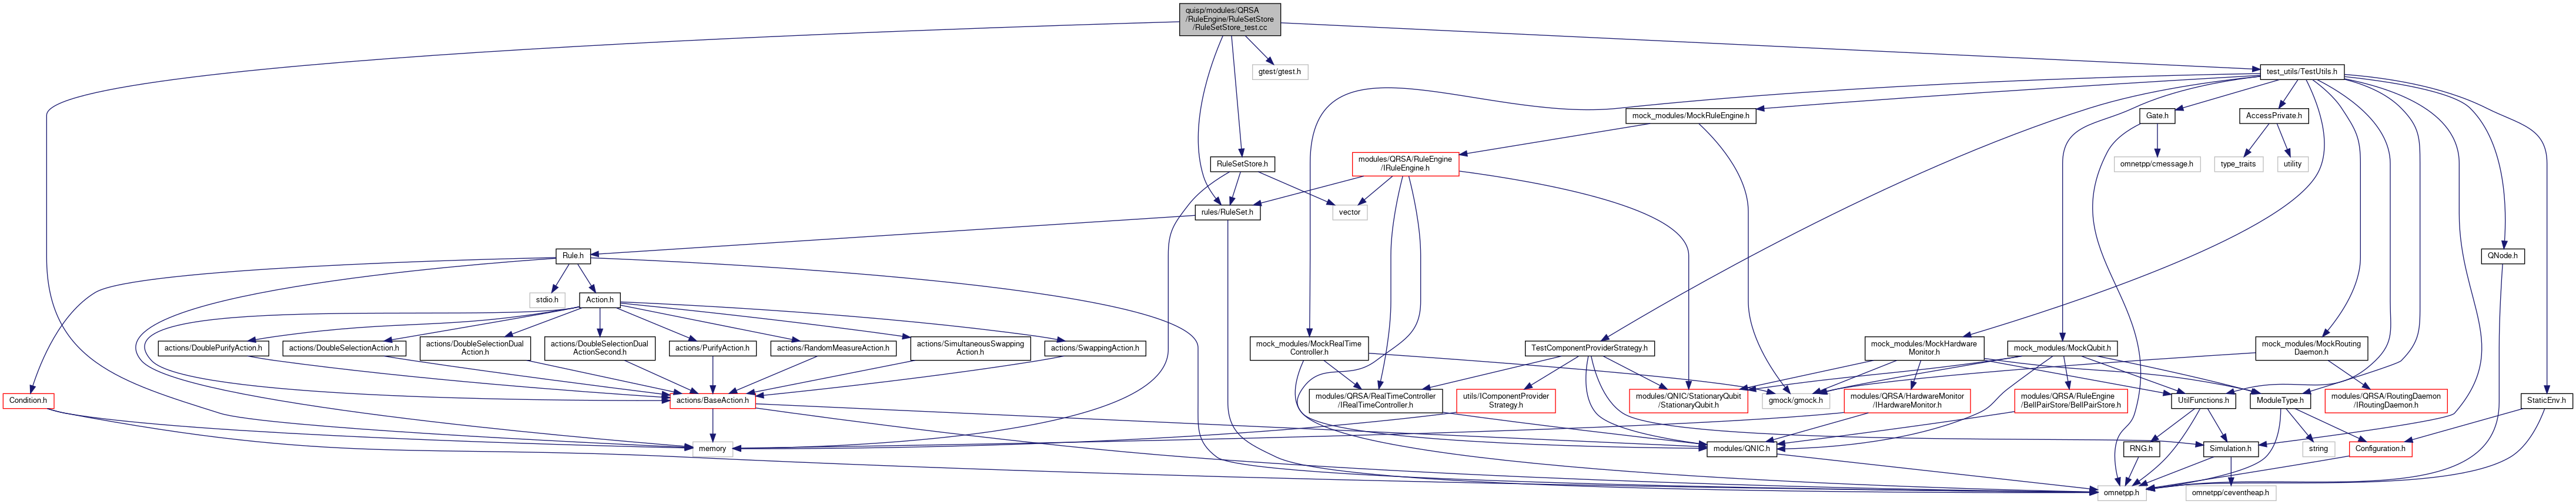 quisp/modules/QRSA
/RuleEngine/RuleSetStore
/RuleSetStore_test.cc
gtest/gtest.h
test_utils/TestUtils.h
mock_modules/MockRuleEngine.h
Gate.h
AccessPrivate.h
RuleSetStore.h
modules/QRSA/RuleEngine
/IRuleEngine.h
omnetpp/cmessage.h
type_traits
utility
rules/RuleSet.h
vector
Rule.h
QNode.h
stdio.h
Action.h
actions/DoublePurifyAction.h
actions/DoubleSelectionAction.h
actions/DoubleSelectionDual
Action.h
actions/DoubleSelectionDual
ActionSecond.h
actions/PurifyAction.h
actions/RandomMeasureAction.h
actions/SimultaneousSwapping
Action.h
actions/SwappingAction.h
mock_modules/MockRealTime
Controller.h
TestComponentProviderStrategy.h
mock_modules/MockHardware
Monitor.h
mock_modules/MockQubit.h
mock_modules/MockRouting
Daemon.h
Condition.h
actions/BaseAction.h
modules/QRSA/RealTimeController
/IRealTimeController.h
utils/IComponentProvider
Strategy.h
modules/QNIC/StationaryQubit
/StationaryQubit.h
gmock/gmock.h
modules/QRSA/HardwareMonitor
/IHardwareMonitor.h
modules/QRSA/RuleEngine
/BellPairStore/BellPairStore.h
UtilFunctions.h
ModuleType.h
modules/QRSA/RoutingDaemon
/IRoutingDaemon.h
StaticEnv.h
memory
modules/QNIC.h
RNG.h
Simulation.h
string
Configuration.h
omnetpp.h
omnetpp/ceventheap.h